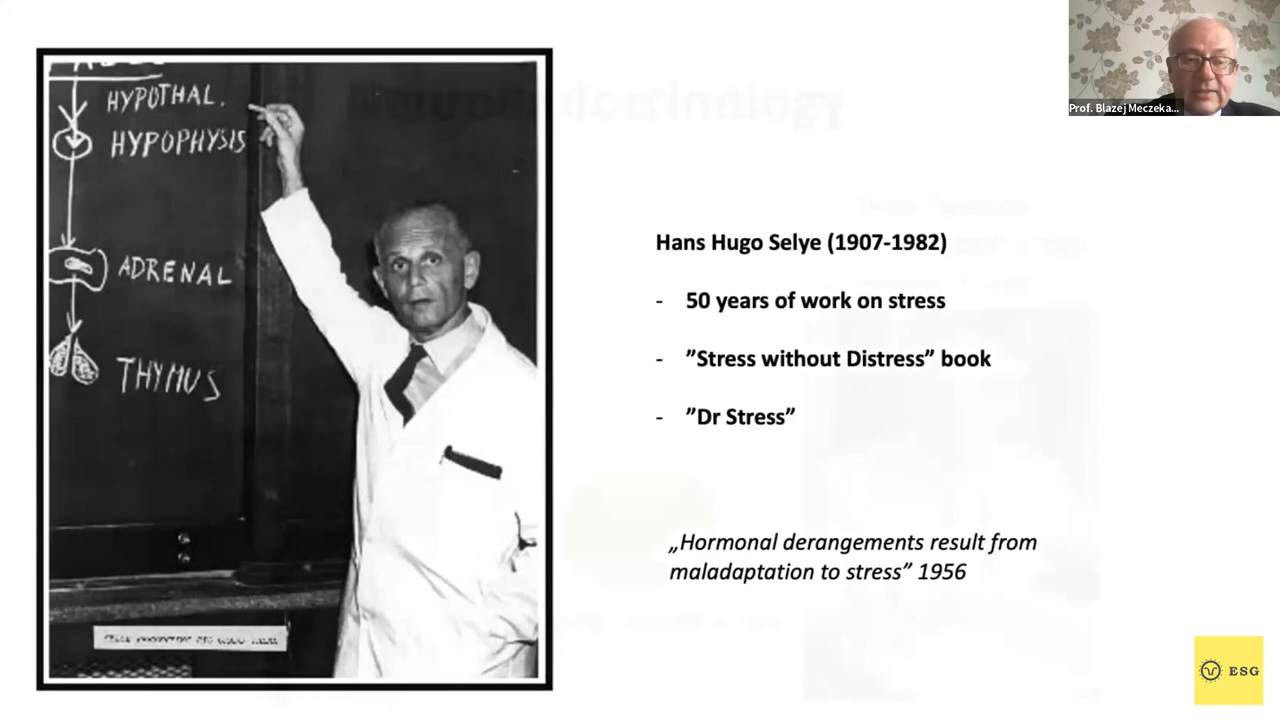 HYPOTHAL.
HYPOPHYSIS
ADRENAL
THYMUS
Prof. Blazej Meczeka...
Hans Hugo Selye (1907-1982)
- 50 years of work on stress
- ”Stress without Distress” book
- ”Dr Stress”
„Hormonal derangements result from
maladaptation to stress” 1956
ESG